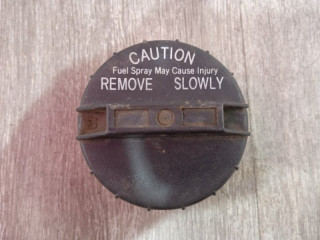 CAUTION
Fuel Spray May Cause Injury
REMOVE SLOWLY